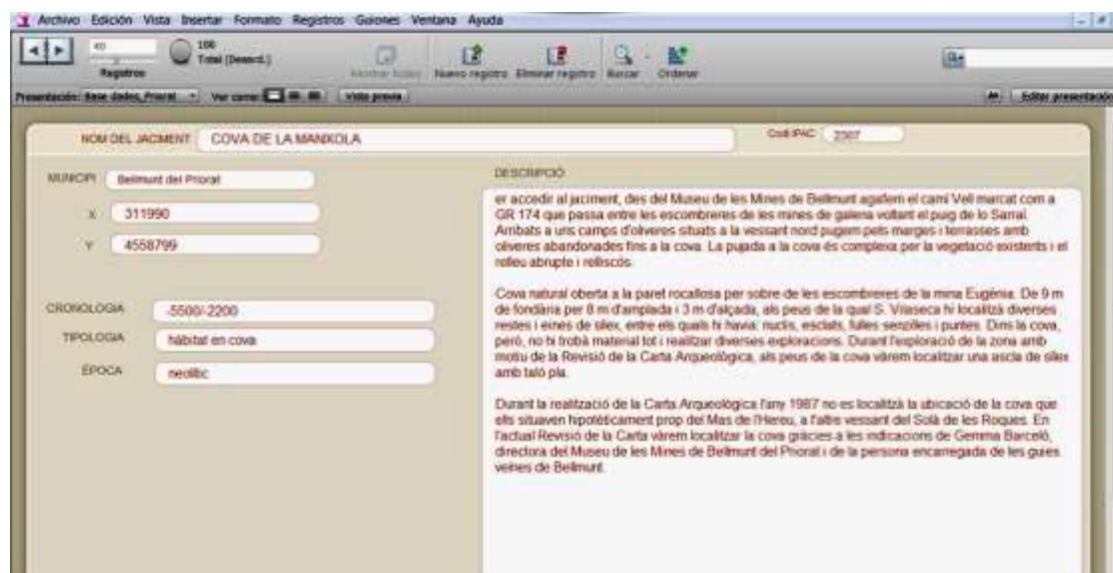 Archivo Edición Vista Insertar Formato Registros Guiones Ventana Ayuda
Registros
Total (Desord.)
Mostrar todos Nuevo registro Eliminar registro Buscar Ordenar
Presentación: Base dades_Priorat Ver como: Vista previa Editar presentación
NOM DEL JACMENT COVA DE LA MANXOLA Codi IPAC 2307
MUNICIPI Bellmunt del Priorat
X 311990
Y 4558799
CRONOLOGIA -5500/-2200
TIPOLOGIA hàbitat en cova
ÈPOCA neolític
DESCRIPCIÓ
er accedir al jaciment, des del Museu de les Mines de Bellmunt agafem el camí Vell marcat com a
GR 174 que passa entre les escombreres de les mines de galena voltant el puig de lo Sarral.
Arribats a uns camps d'oliveres situats a la vessant nord pugem pels marges i terrasses amb
oliveres abandonades fins a la cova. La pujada a la cova és complexa per la vegetació existents i el
relleu abrupte i relliscós.
Cova natural oberta a la paret rocallosa per sobre de les escombreres de la mina Eugènia. De 9 m
de fondària per 8 m d'amplada i 3 m d'alçada, als peus de la qual S. Vilaseca hi localitzà diverses
restes i eines de sílex, entre els quals hi havia: nuclis, esclats, fulles senzilles i puntes. Dins la cova,
però, no hi trobà material tot i realitzar diverses exploracions. Durant l'exploració de la zona amb
motiu de la Revisió de la Carta Arqueològica, als peus de la cova vàrem localitzar una ascla de sílex
amb taló pla.
Durant la realització de la Carta Arqueològica l'any 1987 no es localitzà la ubicació de la cova que
ells situaven hipotèticament prop del Mas de l'Hereu, a l'altre vessant del Solà de les Roques. En
l'actual Revisió de la Carta vàrem localitzar la cova gràcies a les indicacions de Gemma Barceló,
directora del Museu de les Mines de Bellmunt del Priorat i de la persona encarregada de les guies
veïnes de Bellmunt.